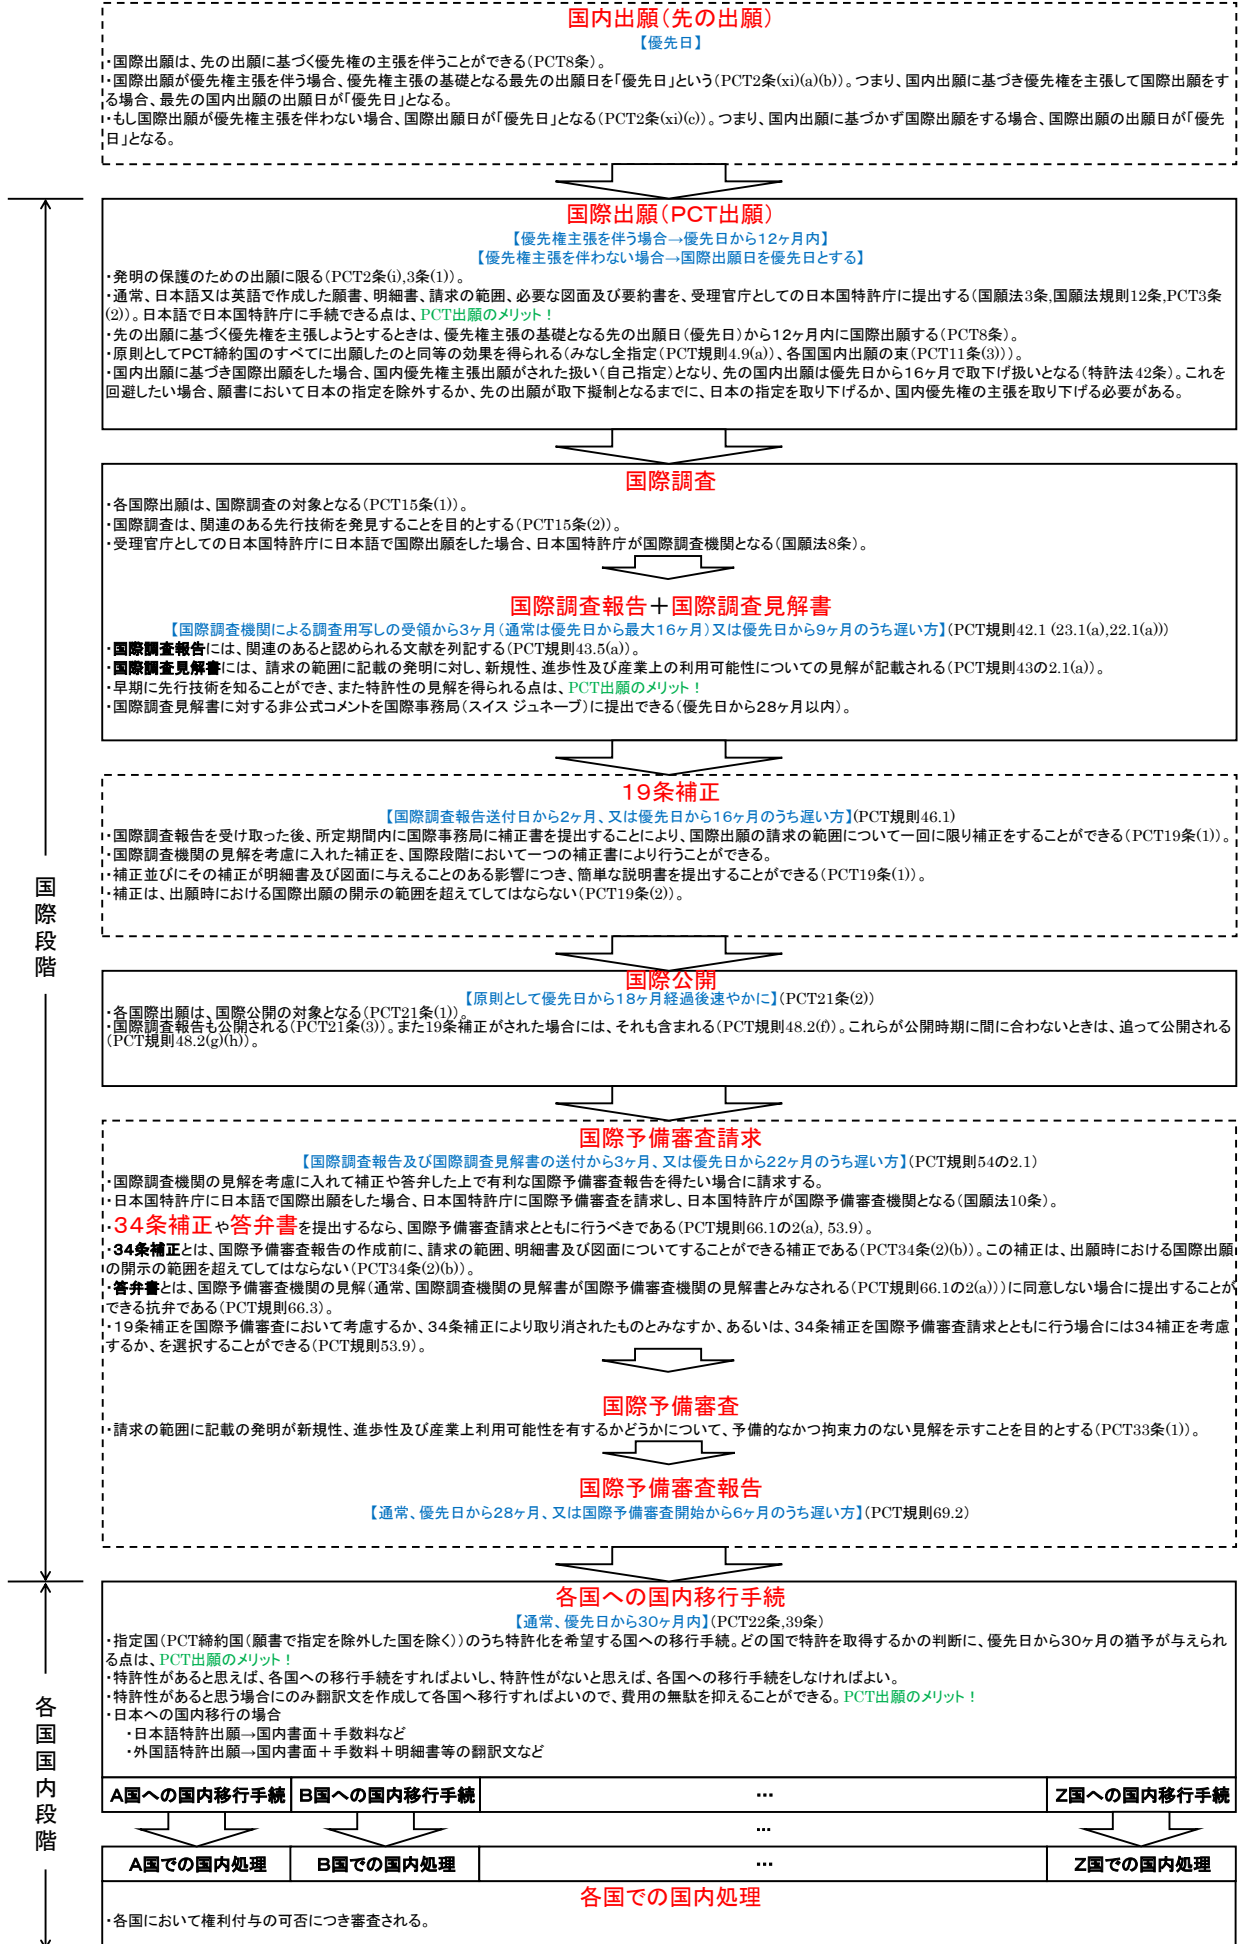 国内出願（先の出願）
【優先日】
・国際出願は、先の出願に基づく優先権の主張を伴うことができる（PCT8条）。
・国際出願が優先権主張を伴う場合、優先権主張の基礎となる最先の出願日を「優先日」という（PCT2条(xi)(a)(b)）。つまり、国内出願に基づき優先権を主張して国際出願をす
る場合、最先の国内出願の出願日が「優先日」となる。
・もし国際出願が優先権主張を伴わない場合、国際出願日が「優先日」となる（PCT2条(xi)(c)）。つまり、国内出願に基づかず国際出願をする場合、国際出願の出願日が「優先
日」となる。
国際出願（PCT出願）
【優先権主張を伴う場合→優先日から12ヶ月内】
【優先権主張を伴わない場合→国際出願日を優先日とする】
・発明の保護のための出願に限る（PCT2条(i),3条(1)）。
・通常、日本語又は英語で作成した願書、明細書、請求の範囲、必要な図面及び要約書を、受理官庁としての日本国特許庁に提出する（国願法3条,国願法規則12条,PCT3条
(2)）。日本語で日本国特許庁に手続できる点は、PCT出願のメリット！
・先の出願に基づく優先権を主張しようとするときは、優先権主張の基礎となる先の出願日（優先日）から12ヶ月内に国際出願する（PCT8条）。
・原則としてPCT締約国のすべてに出願したのと同等の効果を得られる（みなし全指定（PCT規則4.9(a)）、各国国内出願の束（PCT11条(3)））。
・国内出願に基づき国際出願をした場合、国内優先権主張出願がされた扱い（自己指定）となり、先の国内出願は優先日から16ヶ月で取下げ扱いとなる（特許法42条）。これを
回避したい場合、願書において日本の指定を除外するか、先の出願が取下擬制となるまでに、日本の指定を取り下げるか、国内優先権の主張を取り下げる必要がある。
国際調査
・各国際出願は、国際調査の対象となる（PCT15条(1)）。
・国際調査は、関連のある先行技術を発見することを目的とする（PCT15条(2)）。
・受理官庁としての日本国特許庁に日本語で国際出願をした場合、日本国特許庁が国際調査機関となる（国願法8条）。
国際調査報告＋国際調査見解書
【国際調査機関による調査用写しの受領から3ヶ月（通常は優先日から最大16ヶ月）又は優先日から9ヶ月のうち遅い方】（PCT規則42.1 (23.1(a),22.1(a))）
・国際調査報告には、関連のあると認められる文献を列記する（PCT規則43.5(a)）。
・国際調査見解書には、請求の範囲に記載の発明に対し、新規性、進歩性及び産業上の利用可能性についての見解が記載される（PCT規則43の2.1(a)）。
・早期に先行技術を知ることができ、また特許性の見解を得られる点は、PCT出願のメリット！
・国際調査見解書に対する非公式コメントを国際事務局（スイス ジュネーブ）に提出できる（優先日から28ヶ月以内）。
19条補正
【国際調査報告送付日から2ヶ月、又は優先日から16ヶ月のうち遅い方】（PCT規則46.1）
・国際調査報告を受け取った後、所定期間内に国際事務局に補正書を提出することにより、国際出願の請求の範囲について一回に限り補正をすることができる（PCT19条(1)）。
・国際調査機関の見解を考慮に入れた補正を、国際段階において一つの補正書により行うことができる。
・補正並びにその補正が明細書及び図面に与えることのある影響につき、簡単な説明書を提出することができる（PCT19条(1)）。
・補正は、出願時における国際出願の開示の範囲を超えてしてはならない（PCT19条(2)）。
国際段階
国際公開
【原則として優先日から18ヶ月経過後速やかに】（PCT21条(2)）
・各国際出願は、国際公開の対象となる（PCT21条(1)）。
・国際調査報告も公開される（PCT21条(3)）。また19条補正がされた場合には、それも含まれる（PCT規則48.2(f)）。これらが公開時期に間に合わないときは、追って公開される
（PCT規則48.2(g)(h)）。
国際予備審査請求
【国際調査報告及び国際調査見解書の送付から3ヶ月、又は優先日から22ヶ月のうち遅い方】（PCT規則54の2.1）
・国際調査機関の見解を考慮に入れて補正や答弁した上で有利な国際予備審査報告を得たい場合に請求する。
・日本国特許庁に日本語で国際出願をした場合、日本国特許庁に国際予備審査を請求し、日本国特許庁が国際予備審査機関となる（国願法10条）。
・34条補正や答弁書を提出するなら、国際予備審査請求とともに行うべきである（PCT規則66.1の2(a), 53.9）。
・34条補正とは、国際予備審査報告の作成前に、請求の範囲、明細書及び図面についてすることができる補正である（PCT34条(2)(b)）。この補正は、出願時における国際出願
の開示の範囲を超えてしてはならない（PCT34条(2)(b)）。
・答弁書とは、国際予備審査機関の見解（通常、国際調査機関の見解書が国際予備審査機関の見解書とみなされる（PCT規則66.1の2(a)））に同意しない場合に提出することが
できる抗弁である（PCT規則66.3）。
・19条補正を国際予備審査において考慮するか、34条補正により取り消されたものとみなすか、あるいは、34条補正を国際予備審査請求とともに行う場合には34補正を考慮
するか、を選択することができる（PCT規則53.9）。
国際予備審査
・請求の範囲に記載の発明が新規性、進歩性及び産業上利用可能性を有するかどうかについて、予備的なかつ拘束力のない見解を示すことを目的とする（PCT33条(1)）。
国際予備審査報告
【通常、優先日から28ヶ月、又は国際予備審査開始から6ヶ月のうち遅い方】（PCT規則69.2）
各国への国内移行手続
【通常、優先日から30ヶ月内】（PCT22条,39条）
・指定国（PCT締約国（願書で指定を除外した国を除く））のうち特許化を希望する国への移行手続。どの国で特許を取得するかの判断に、優先日から30ヶ月の猶予が与えられ
る点は、PCT出願のメリット！
・特許性があると思えば、各国への移行手続をすればよいし、特許性がないと思えば、各国への移行手続をしなければよい。
・特許性があると思う場合にのみ翻訳文を作成して各国へ移行すればよいので、費用の無駄を抑えることができる。PCT出願のメリット！
・日本への国内移行の場合
・日本語特許出願→国内書面＋手数料など
・外国語特許出願→国内書面＋手数料＋明細書等の翻訳文など
各国国内段階
A国への国内移行手続 B国への国内移行手続 … Z国への国内移行手続
…
A国での国内処理 B国での国内処理 … Z国での国内処理
各国での国内処理
・各国において権利付与の可否につき審査される。